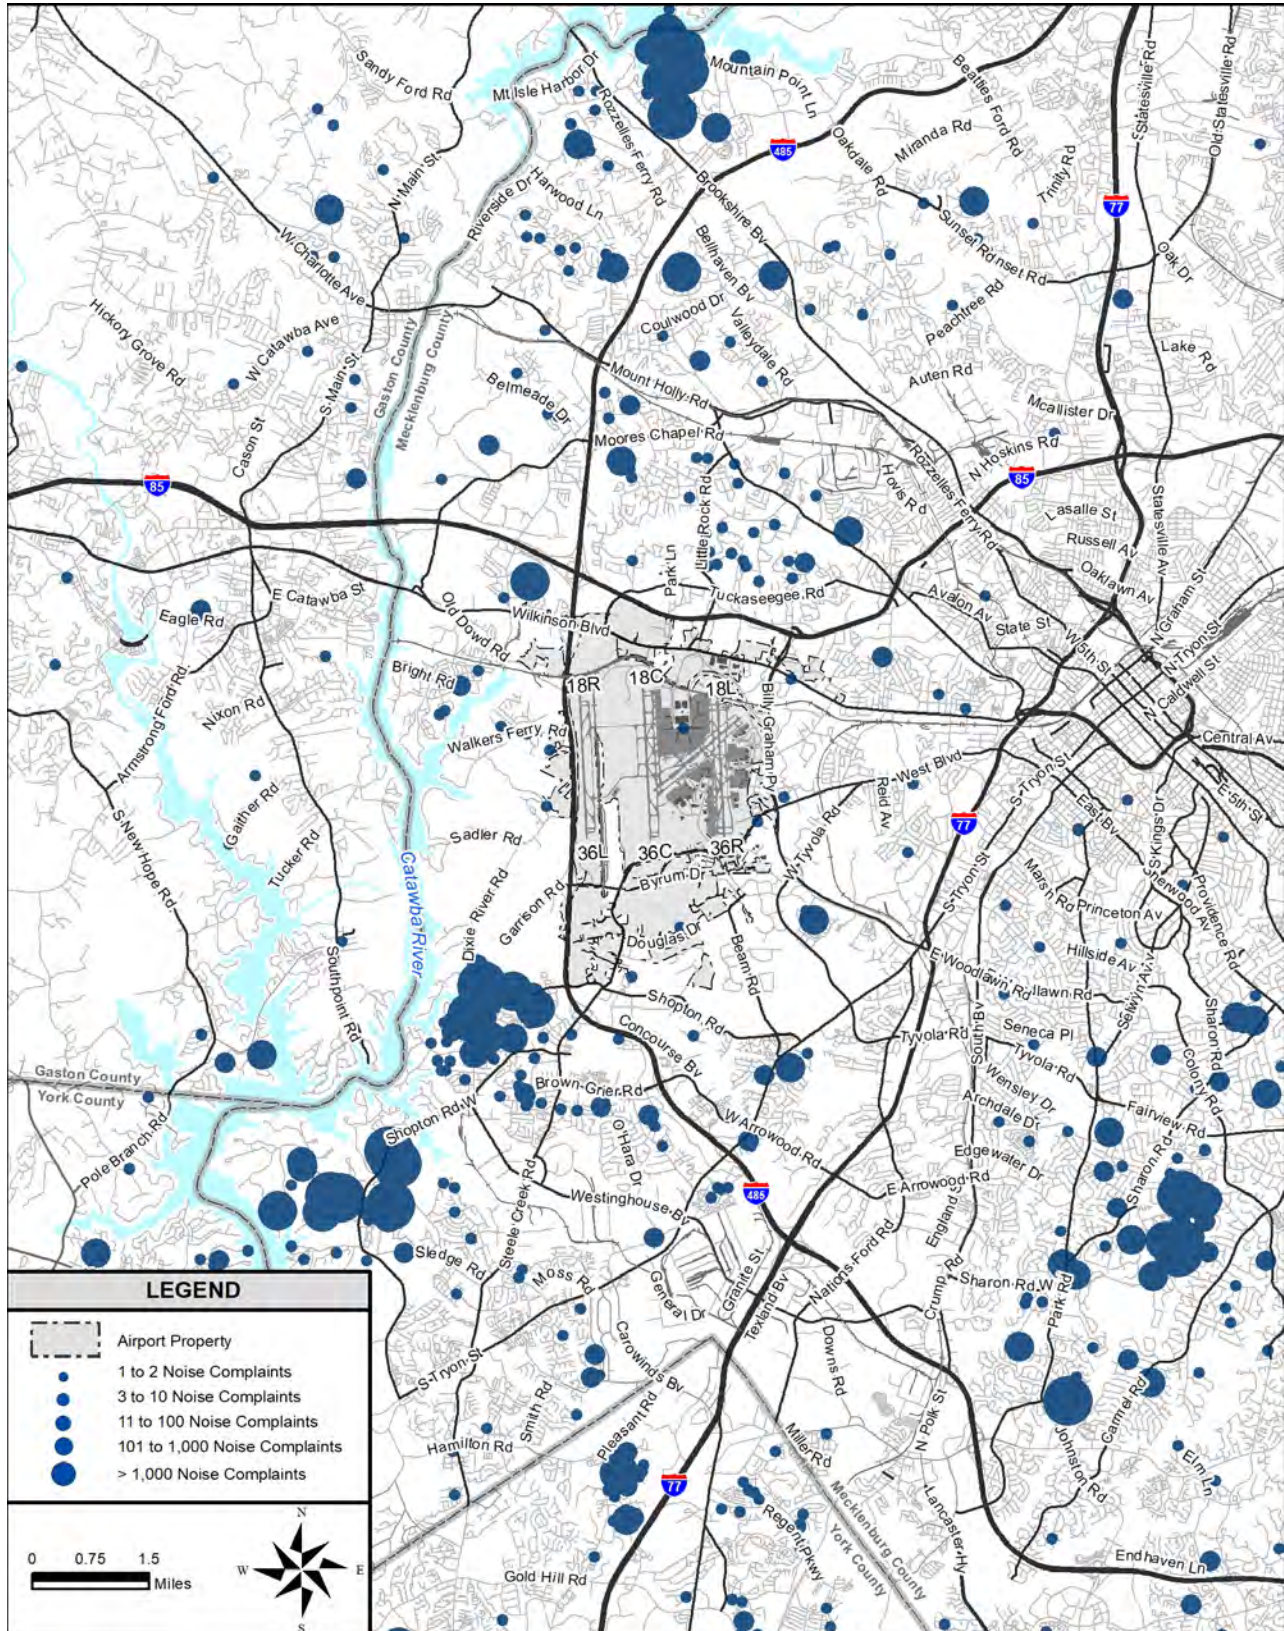 Sandy Ford Rd
Mt Isle Harbor Dr
Mountain Point Ln
Rozzelles Ferry Rd
Beatties Ford Rd
Statesville Rd
Old Statesville Rd
Oakdale Rd
Miranda Rd
Trinity Rd
485
77
N Main St
Riverside Dr
Harwood Ln
Brookshire Bv
Bellhaven Bv
Sunset Rd
nset Rd
Oak Dr
W Charlotte Ave
Hickory Grove Rd
W Catawba Ave
Gaston County
Mecklenburg County
Coulwood Dr
Valleydale Rd
Peachtree Rd
Lake Rd
S Main St
Belmeade Dr
Mount Holly Rd
Auten Rd
Mcallister Dr
Cason St
Moores Chapel Rd
N Hoskins Rd
85
85
Hovis Rd
Rozzelles Ferry Rd
Little Rock Rd
Lasalle St
Russell Av
Statesville Av
Park Ln
Oaklawn Av
Eagle Rd
E Catawba St
Old Dowd Rd
Wilkinson Blvd
Tuckaseegee Rd
Avalon Av
State St
W 5th St
N Graham St
N Tryon St
Caldwell St
Armstrong Ford Rd
Nixon Rd
Bright Rd
18R
18C
18L
Billy Graham Py
Walkers Ferry Rd
Central Av
West Blvd
E 5th St
Gaither Rd
Tucker Rd
Reid Av
77
S Tryon St
East Bv
S Kings Dr
S New Hope Rd
Sadler Rd
36L
36C
36R
W Tyvola Rd
Byrum Dr
S Tryon St
Marsh Rd
Princeton Av
Sherwood Av
Providence Rd
Catawba River
Dixie River Rd
Garrison Rd
Douglas Dr
Beam Rd
Hillside Av
Southpoint Rd
E Woodlawn Rd
llawn Rd
Selwyn Av
Shopton Rd
Tyvola Rd
South Bv
Seneca Pl
Tyvola Rd
Sharon Rd
Colony Rd
Concourse Bv
Gaston County
York County
Brown-Grier Rd
Wensley Dr
Archdale Dr
Fairview Rd
Pole Branch Rd
Shopton Rd W
O'Hara Dr
W Arrowood Rd
Edgewater Dr
Sharon Rd
485
E Arrowood Rd
Westinghouse Bv
Steele Creek Rd
England S
Nations Ford Rd
Sledge Rd
Moss Rd
General Dr
Granite St
Texland Bv
Crump Rd
Sharon Rd W
Park Rd
Carowinds Bv
Downs Rd
S Tryon St
Smith Rd
Pleasant Rd
N Polk St
Carmel Rd
Johnston Rd
Hamilton Rd
Miller Rd
Elm Ln
77
Mecklenburg County
York County
Regent Pkwy
Lancaster Hy
Gold Hill Rd
Endhaven Ln
LEGEND
Airport Property
1 to 2 Noise Complaints
3 to 10 Noise Complaints
11 to 100 Noise Complaints
101 to 1,000 Noise Complaints
> 1,000 Noise Complaints
0 0.75 1.5
Miles
N
W E
S